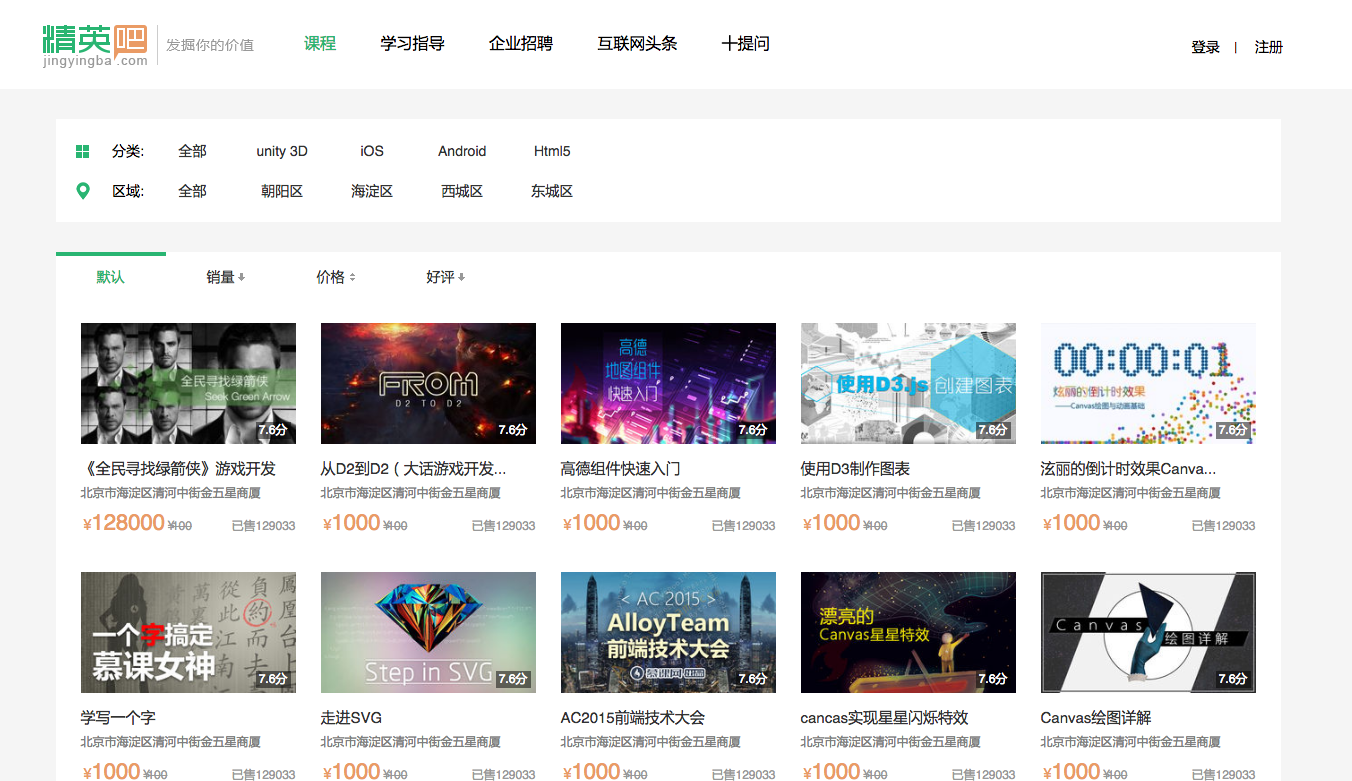 精英吧
jingyingba.com
发掘你的价值
课程 学习指导 企业招聘 互联网头条 十提问
登录 | 注册
分类: 全部 unity 3D iOS Android Html5
区域: 全部 朝阳区 海淀区 西城区 东城区
默认 销量 价格 好评
全民寻找绿箭侠
Seek Green Arrow
7.6分
FROM
D2 TO D2
7.6分
高德
地图组件
快速入门
7.6分
使用D3.js 创建图表
7.6分
00:00:01
炫丽的倒计时效果
——Canvas绘图与动画基础
7.6分
《全民寻找绿箭侠》游戏开发 从D2到D2（大话游戏开发... 高德组件快速入门 使用D3制作图表 泫丽的倒计时效果Canva...
北京市海淀区清河中街金五星商厦 北京市海淀区清河中街金五星商厦 北京市海淀区清河中街金五星商厦 北京市海淀区清河中街金五星商厦 北京市海淀区清河中街金五星商厦
¥128000 ¥00 已售129033 ¥1000 ¥00 已售129033 ¥1000 ¥00 已售129033 ¥1000 ¥00 已售129033 ¥1000 ¥00 已售129033
一个字搞定
慕课女神
7.6分
Step in SVG
7.6分
< AC 2015 >
AlloyTeam
前端技术大会
慕课网
7.6分
漂亮的
Canvas星星特效
7.6分
Canvas
绘图详解
7.6分
学写一个字 走进SVG AC2015前端技术大会 cancas实现星星闪烁特效 Canvas绘图详解
北京市海淀区清河中街金五星商厦 北京市海淀区清河中街金五星商厦 北京市海淀区清河中街金五星商厦 北京市海淀区清河中街金五星商厦 北京市海淀区清河中街金五星商厦
¥1000 ¥00 已售129033 ¥1000 ¥00 已售129033 ¥1000 ¥00 已售129033 ¥1000 ¥00 已售129033 ¥1000 ¥00 已售129033